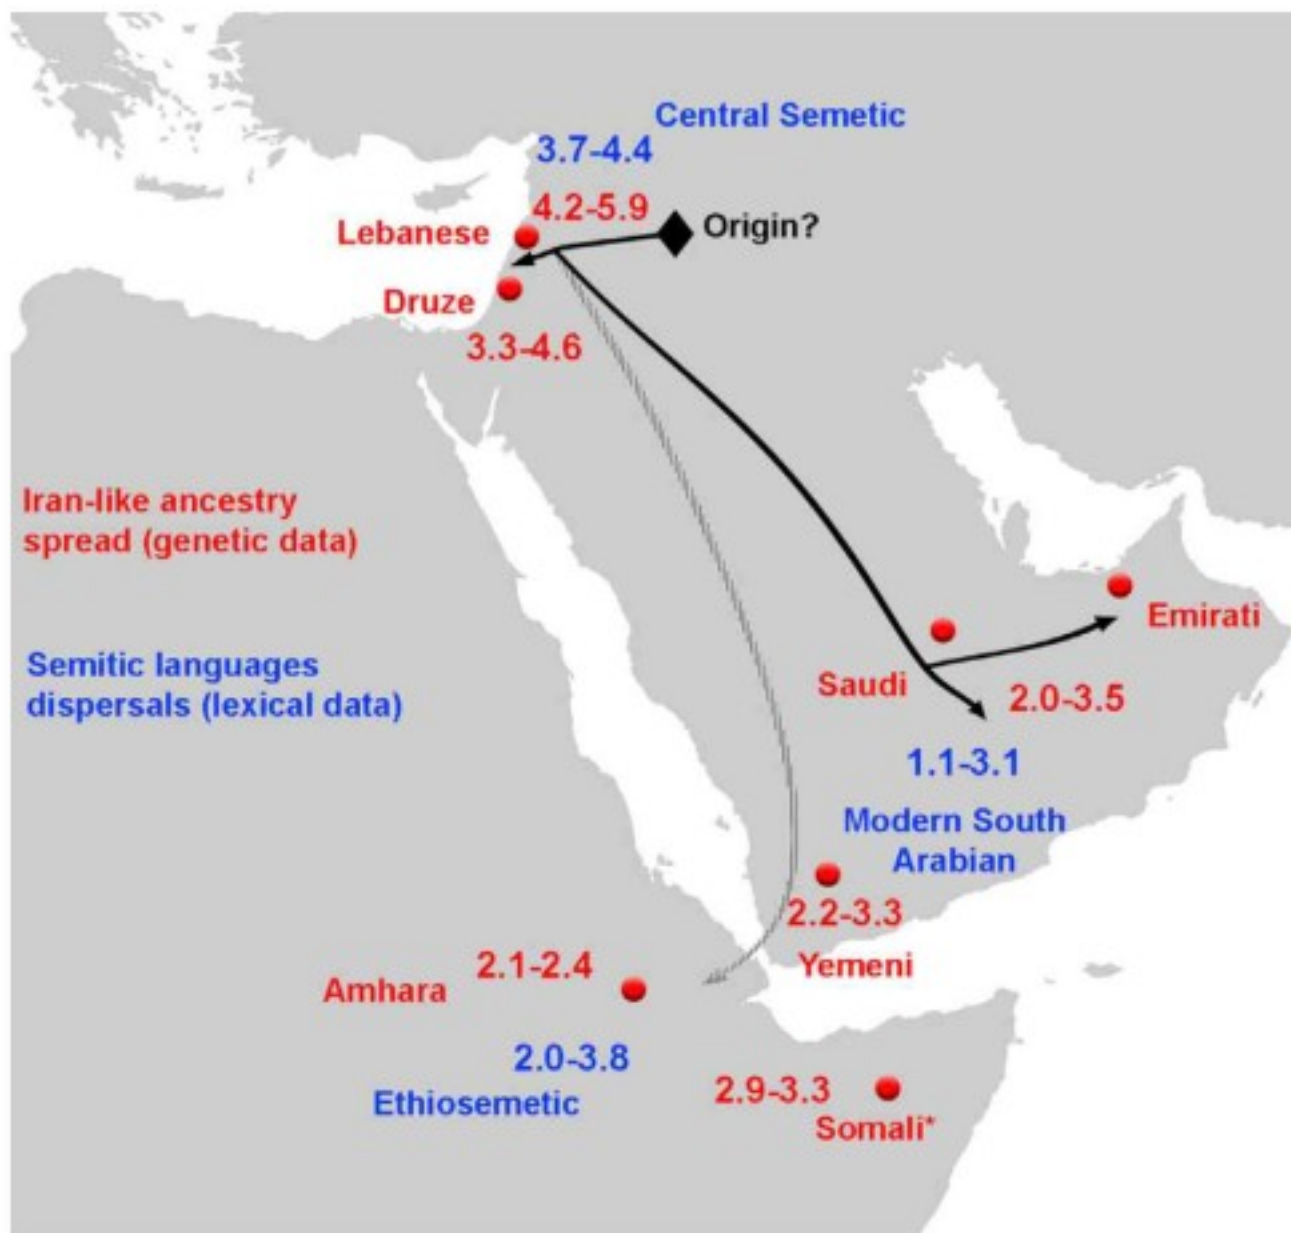 Central Semetic
3.7-4.4
4.2-5.9
Origin?
Lebanese
Druze
3.3-4.6
Iran-like ancestry
spread (genetic data)
Semitic languages
dispersals (lexical data)
Emirati
Saudi
2.0-3.5
1.1-3.1
Modern South
Arabian
2.2-3.3
Yemeni
2.1-2.4
Amhara
2.0-3.8
Ethiosemetic
2.9-3.3
Somali*